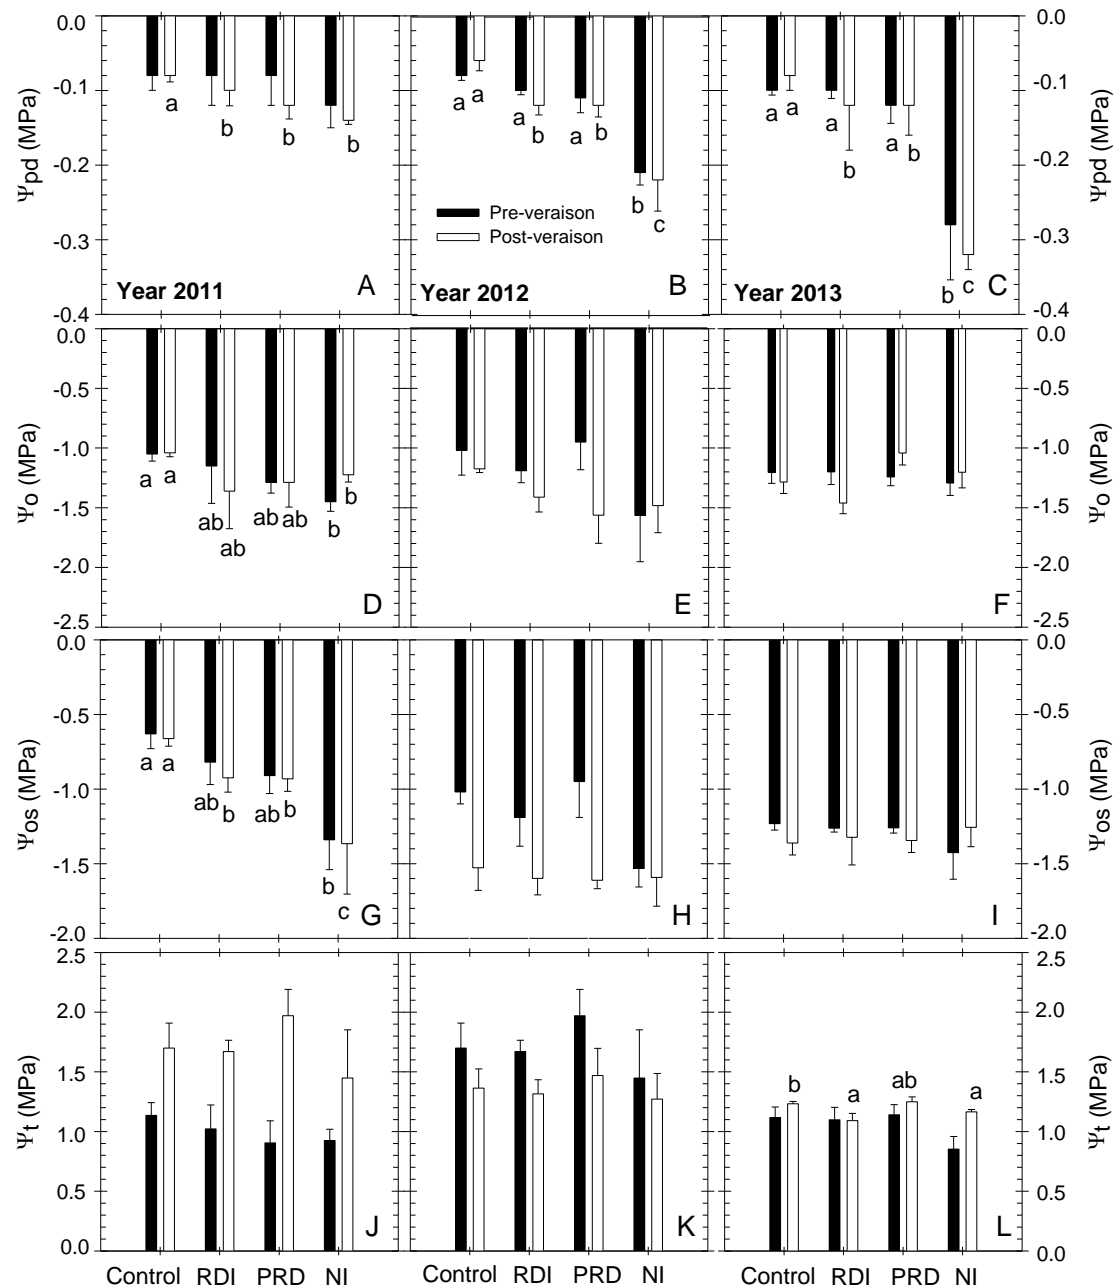 0.0 0.0
-0.1 -0.1
-0.2 -0.2
-0.3 -0.3
-0.4 -0.4
Ψpd (MPa) Ψpd (MPa)
a b b b
a a a b a b b c
a a a b a b b c
Pre-veraison
Post-veraison
Year 2011 A Year 2012 B Year 2013 C
0.0 0.0
-0.5 -0.5
-1.0 -1.0
-1.5 -1.5
-2.0 -2.0
-2.5 -2.5
Ψo (MPa) Ψo (MPa)
a a ab ab ab ab b b
D E F
0.0 0.0
-0.5 -0.5
-1.0 -1.0
-1.5 -1.5
-2.0 -2.0
Ψos (MPa) Ψos (MPa)
a a ab b ab b b c
G H I
2.5 2.5
2.0 2.0
1.5 1.5
1.0 1.0
0.5 0.5
0.0 0.0
Ψt (MPa) Ψt (MPa)
b a ab a
J K L
Control RDI PRD NI Control RDI PRD NI Control RDI PRD NI